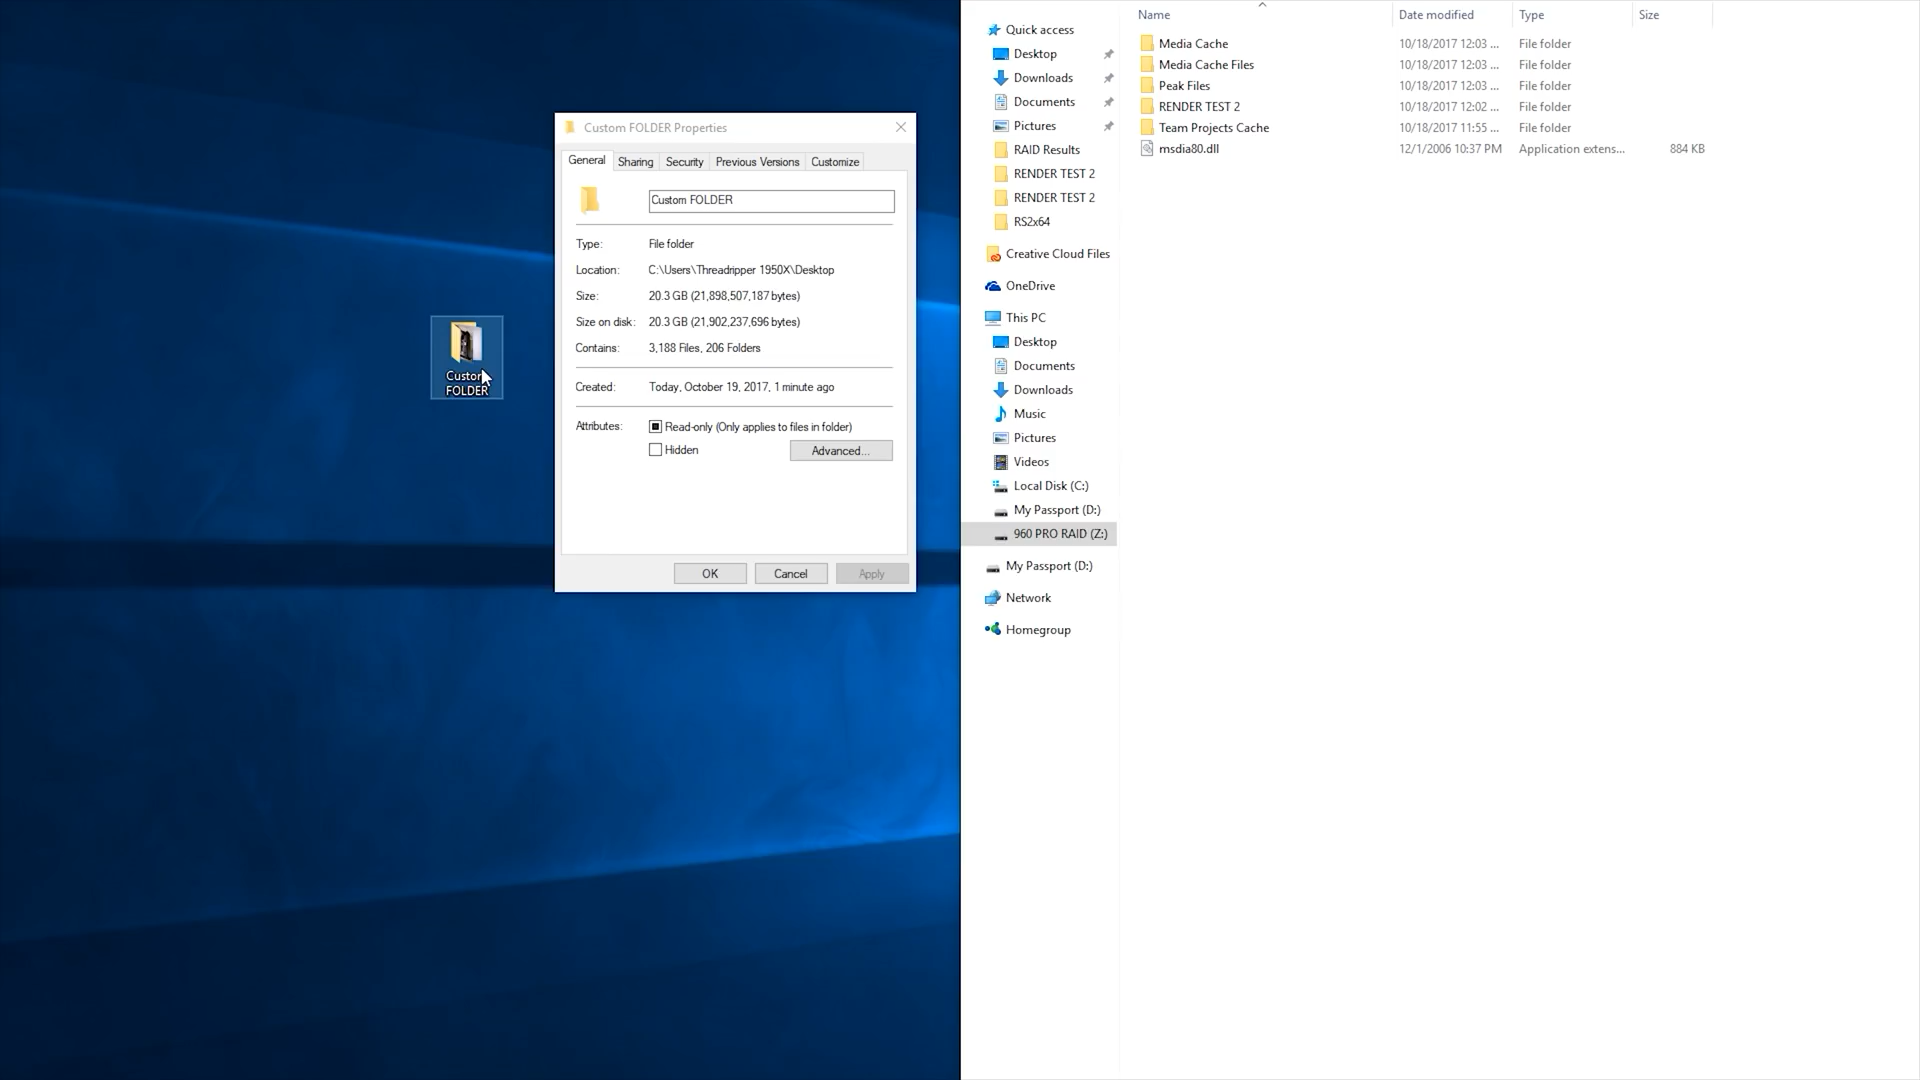 Custom FOLDER Properties
General Sharing Security Previous Versions Customize
Custom FOLDER
Type: File folder
Location: C:\Users\Threadripper 1950X\Desktop
Size: 20.3 GB (21,898,507,187 bytes)
Size on disk: 20.3 GB (21,902,237,696 bytes)
Contains: 3,188 Files, 206 Folders
Created: Today, October 19, 2017, 1 minute ago
Attributes: Read-only (Only applies to files in folder)
Hidden Advanced...
OK Cancel Apply
FOLDER
Quick access
Desktop
Downloads
Documents
Pictures
RAID Results
RENDER TEST 2
RENDER TEST 2
RS2x64
Creative Cloud Files
OneDrive
This PC
Desktop
Documents
Downloads
Music
Pictures
Videos
Local Disk (C:)
My Passport (D:)
960 PRO RAID (Z:)
My Passport (D:)
Network
Homegroup
Name Date modified Type Size
Media Cache 10/18/2017 12:03 ... File folder
Media Cache Files 10/18/2017 12:03 ... File folder
Peak Files 10/18/2017 12:03 ... File folder
RENDER TEST 2 10/18/2017 12:02 ... File folder
Team Projects Cache 10/18/2017 11:55 ... File folder
msdia80.dll 12/1/2006 10:37 PM Application extens... 884 KB